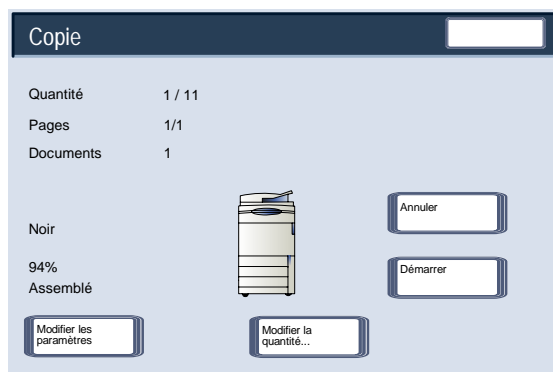 Copie
Quantité 1 / 11
Pages 1/1
Documents 1
Noir
94%
Assemblé
Annuler
Démarrer
Modifier les
paramètres
Modifier la
quantité...